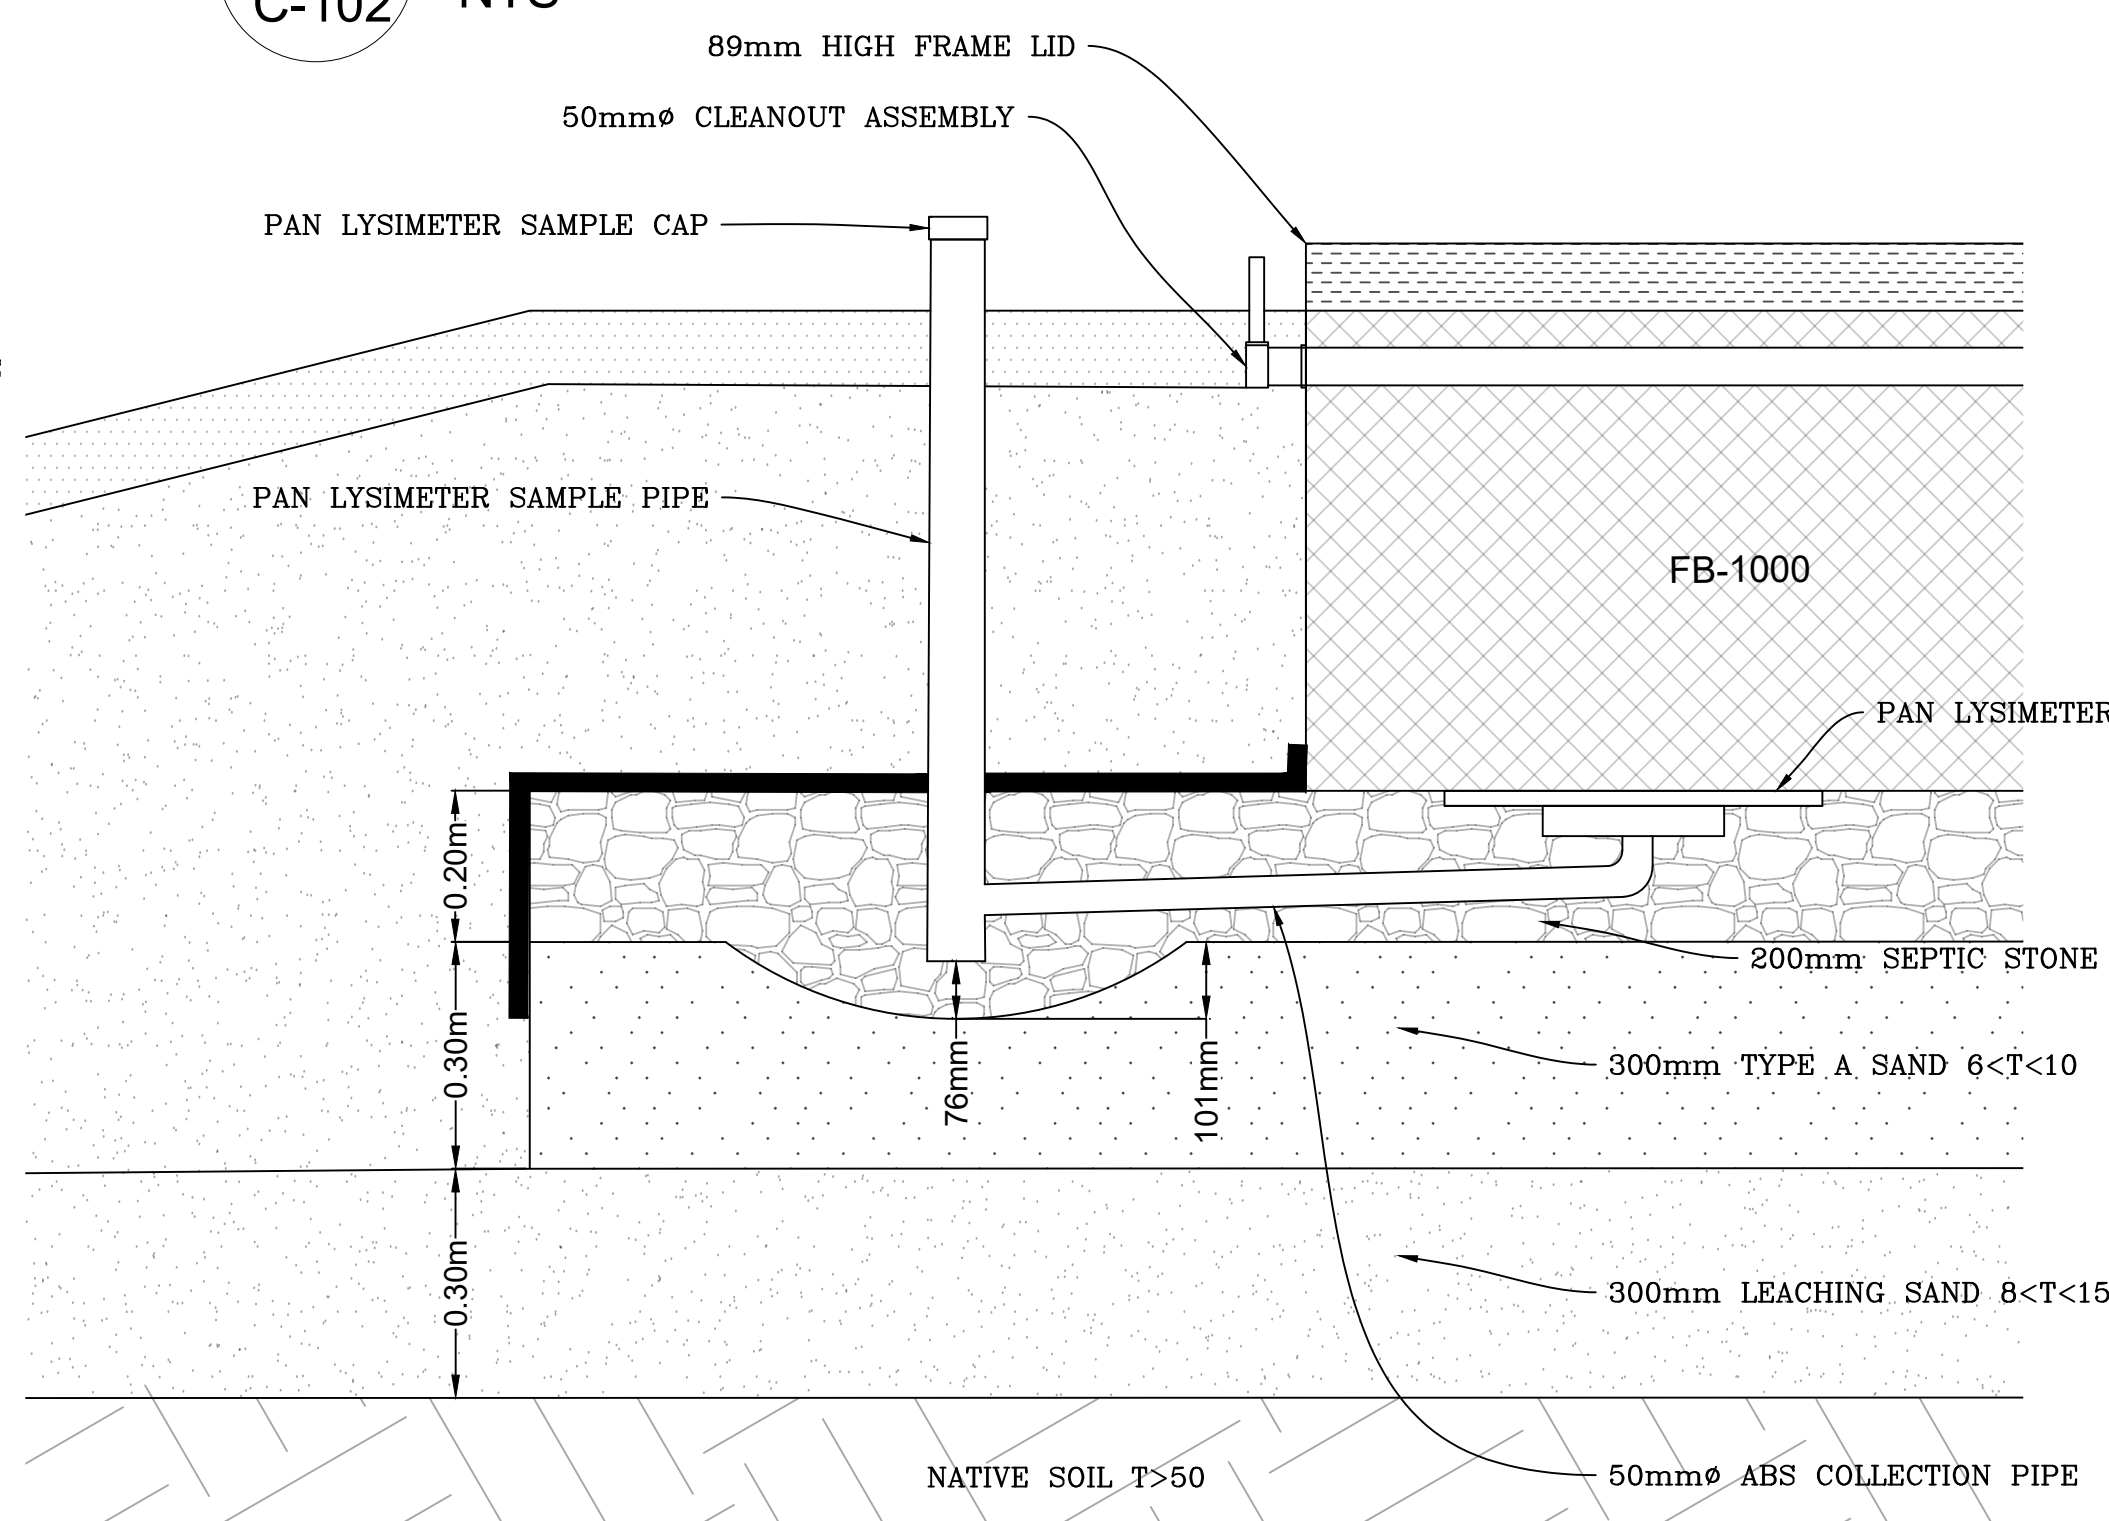 C-102 NTS
89mm HIGH FRAME LID
50mmø CLEANOUT ASSEMBLY
PAN LYSIMETER SAMPLE CAP
PAN LYSIMETER SAMPLE PIPE
FB-1000
PAN LYSIMETER
0.20m
200mm SEPTIC STONE
0.30m
76mm
101mm
300mm TYPE A SAND 6<T<10
0.30m
300mm LEACHING SAND 8<T<15
NATIVE SOIL T>50
50mmø ABS COLLECTION PIPE